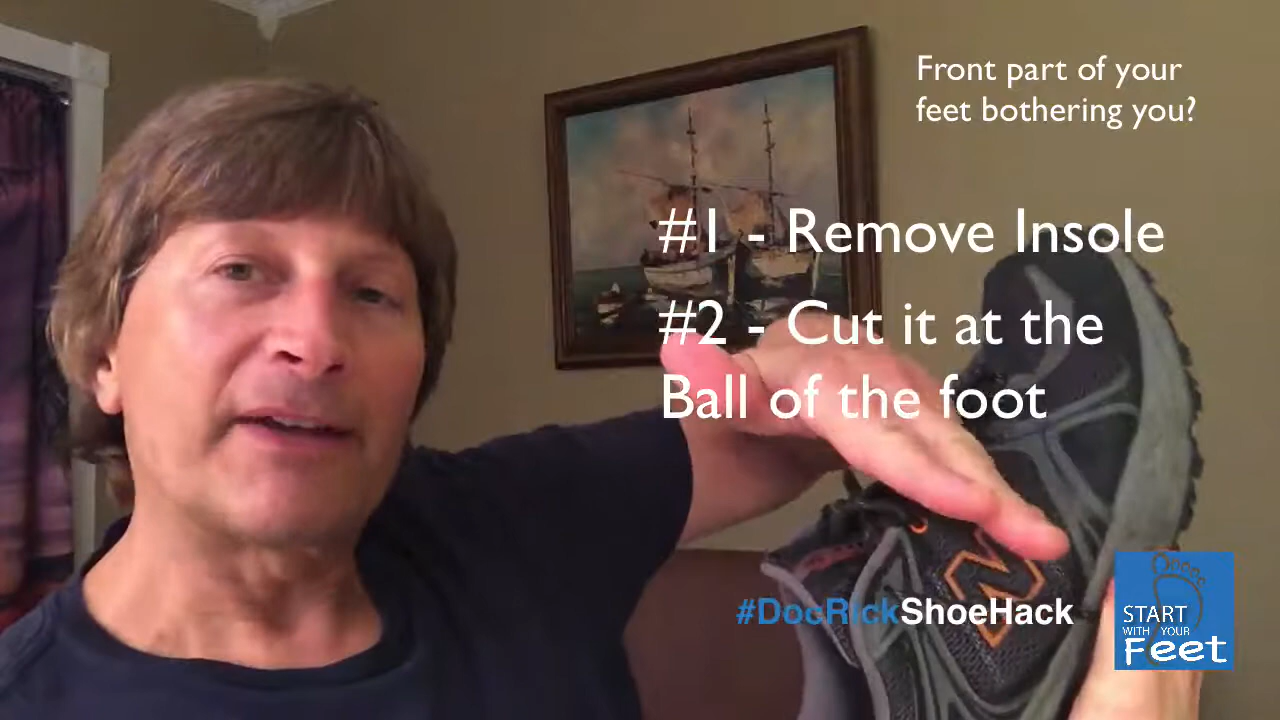 Front part of your
feet bothering you?
#1 - Remove Insole
#2 - Cut it at the
Ball of the foot
#DocRickShoeHack
START
WITH YOUR
Feet
N